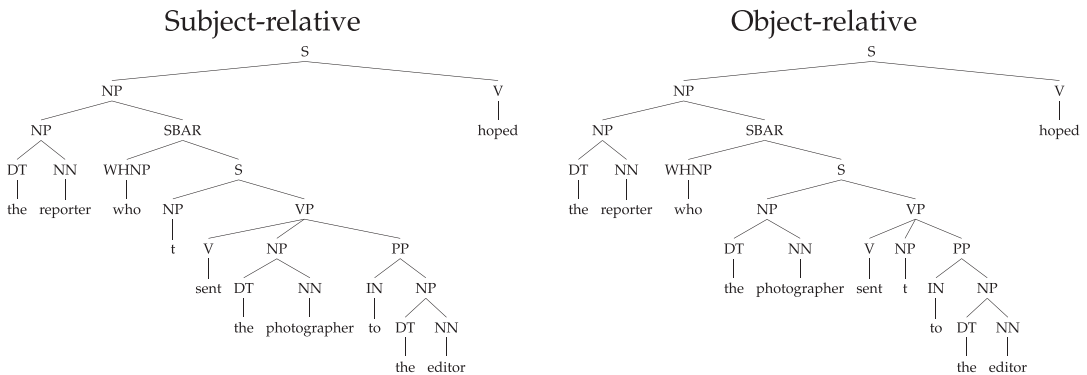 Subject-relative
S
NP V
hoped
NP SBAR
DT NN WHNP S
the reporter who NP VP
t V NP PP
sent DT NN IN NP
the photographer to DT NN
the editor
Object-relative
S
NP V
hoped
NP SBAR
DT NN WHNP S
the reporter who NP VP
DT NN V NP PP
the photographer sent t IN NP
to DT NN
the editor